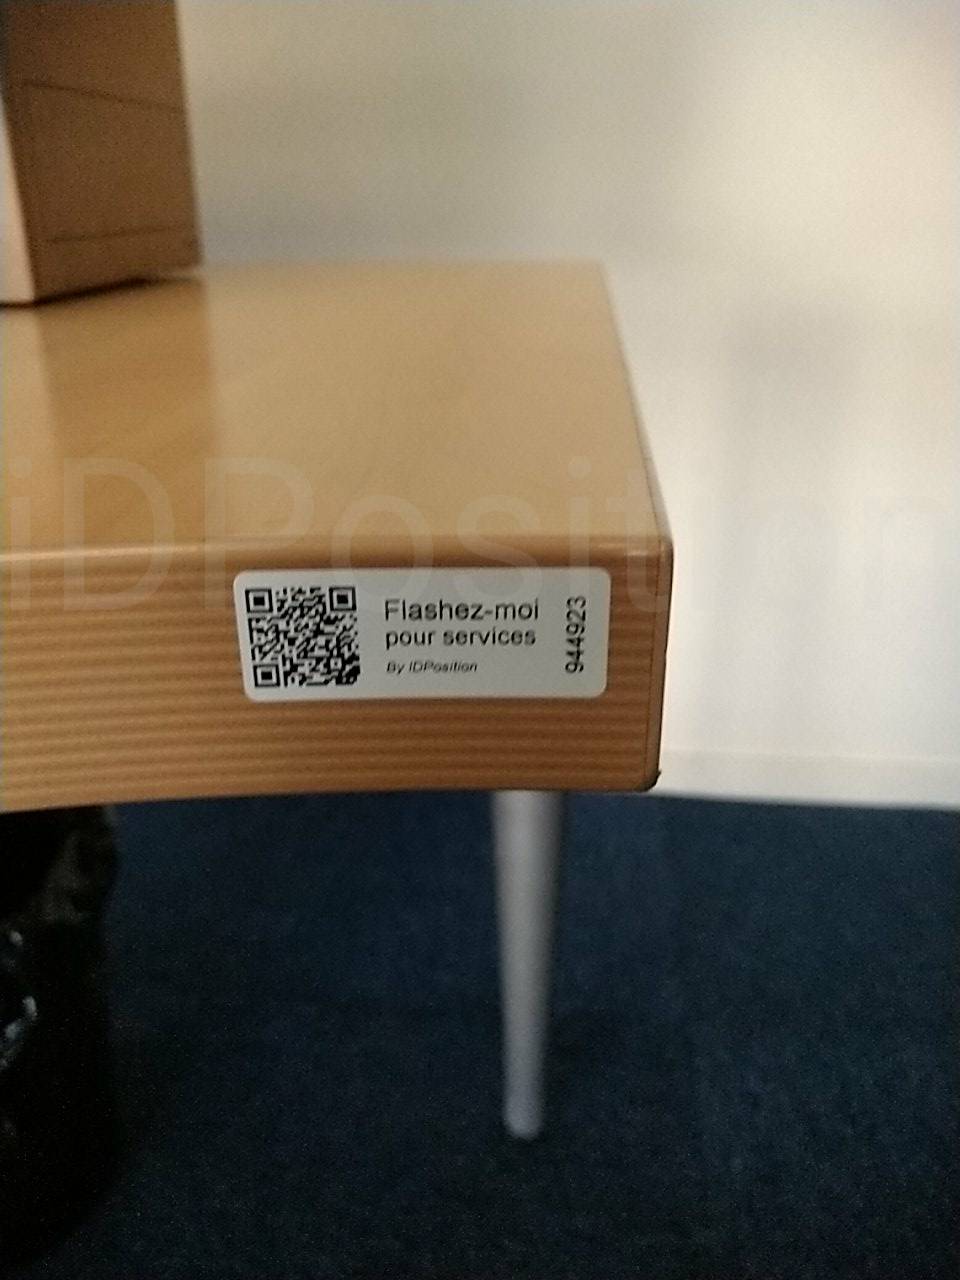 iDPosition
Flashez-moi
pour services
By IDPosition
944923